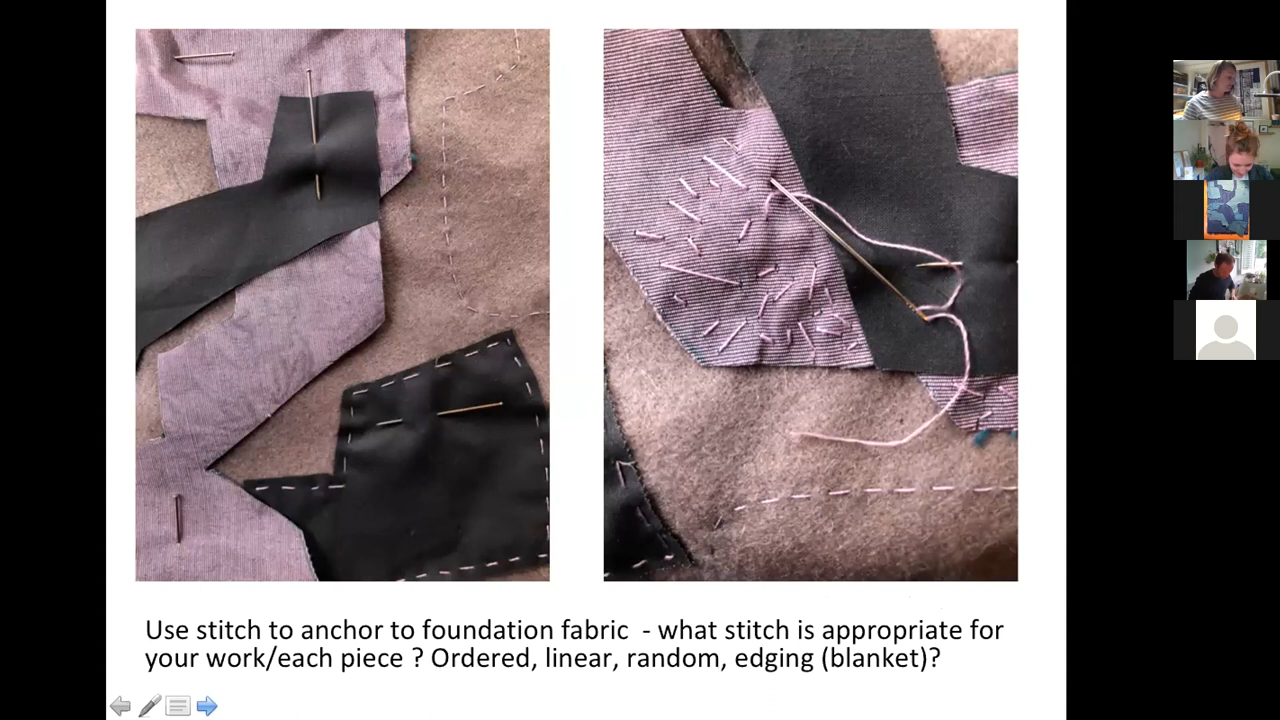 Use stitch to anchor to foundation fabric - what stitch is appropriate for
your work/each piece ? Ordered, linear, random, edging (blanket)?